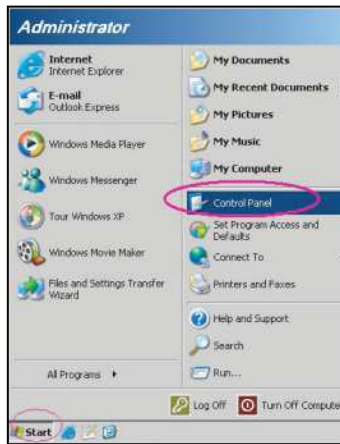 Administrator
Internet
Internet Explorer
E-mail
Outlook Express
Windows Media Player
Windows Messenger
Tour Windows XP
Windows Movie Maker
Files and Settings Transfer
Wizard
All Programs
My Documents
My Recent Documents
My Pictures
My Music
My Computer
Control Panel
Set Program Access and
Defaults
Connect To
Printers and Faxes
Help and Support
Search
Run...
Log Off
Turn Off Compute
Start